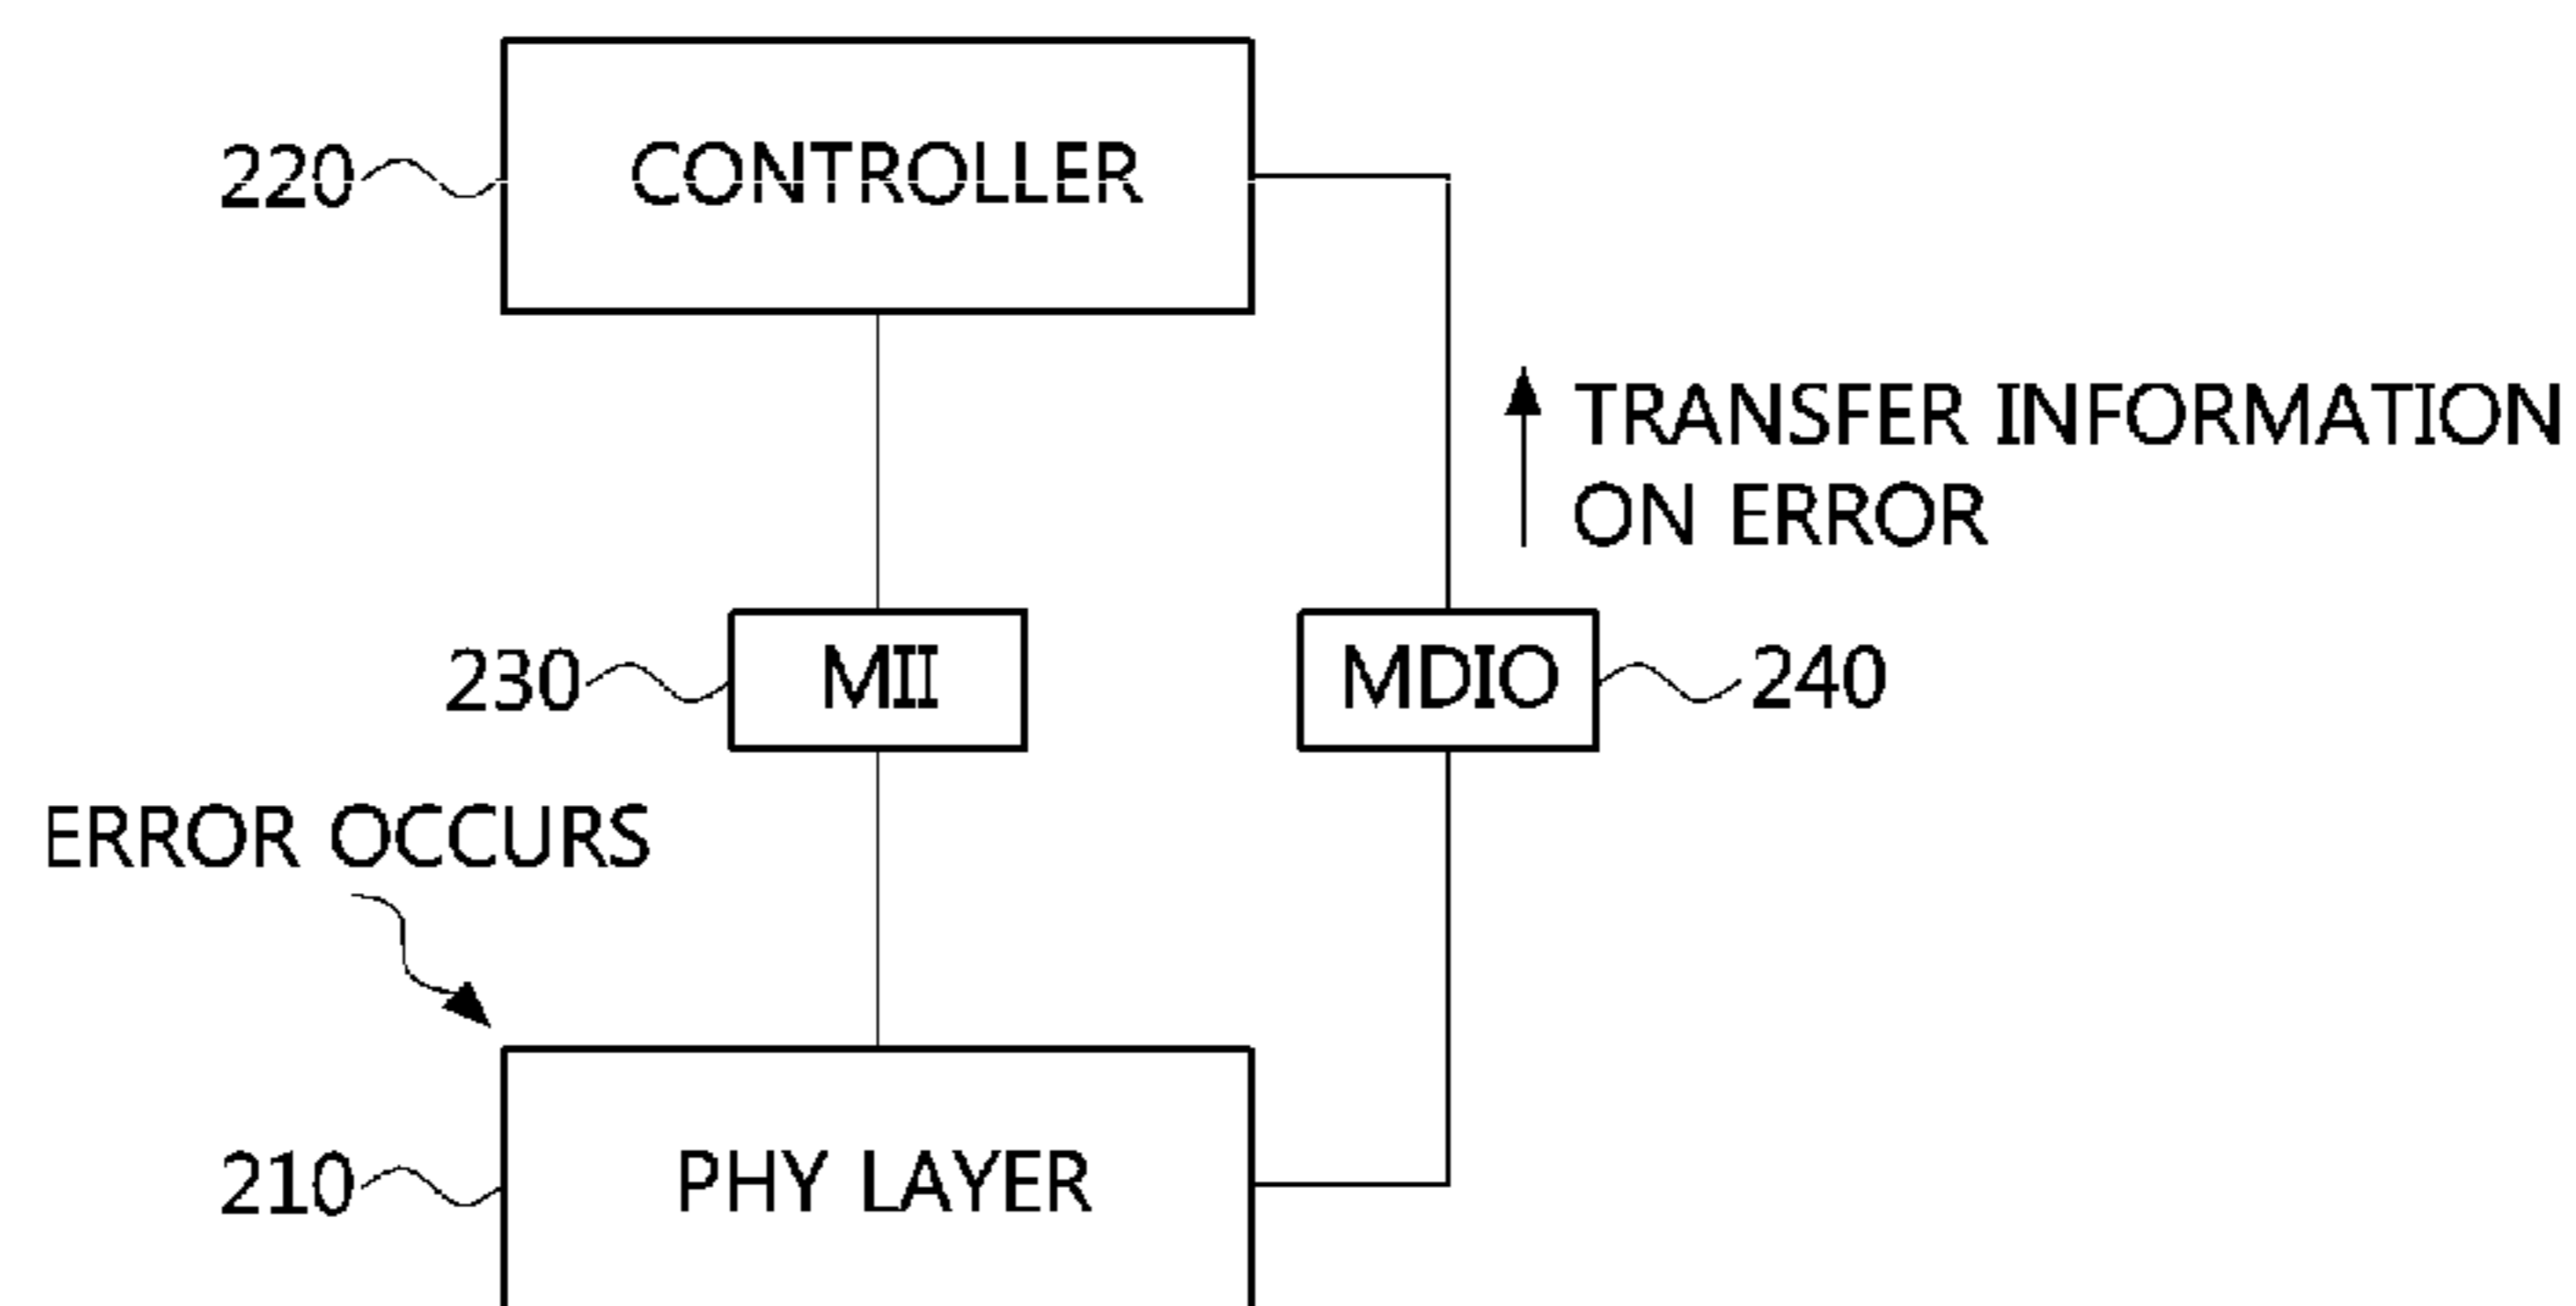 220
CONTROLLER
TRANSFER INFORMATION
ON ERROR
230
MII
MDIO
240
ERROR OCCURS
210
PHY LAYER